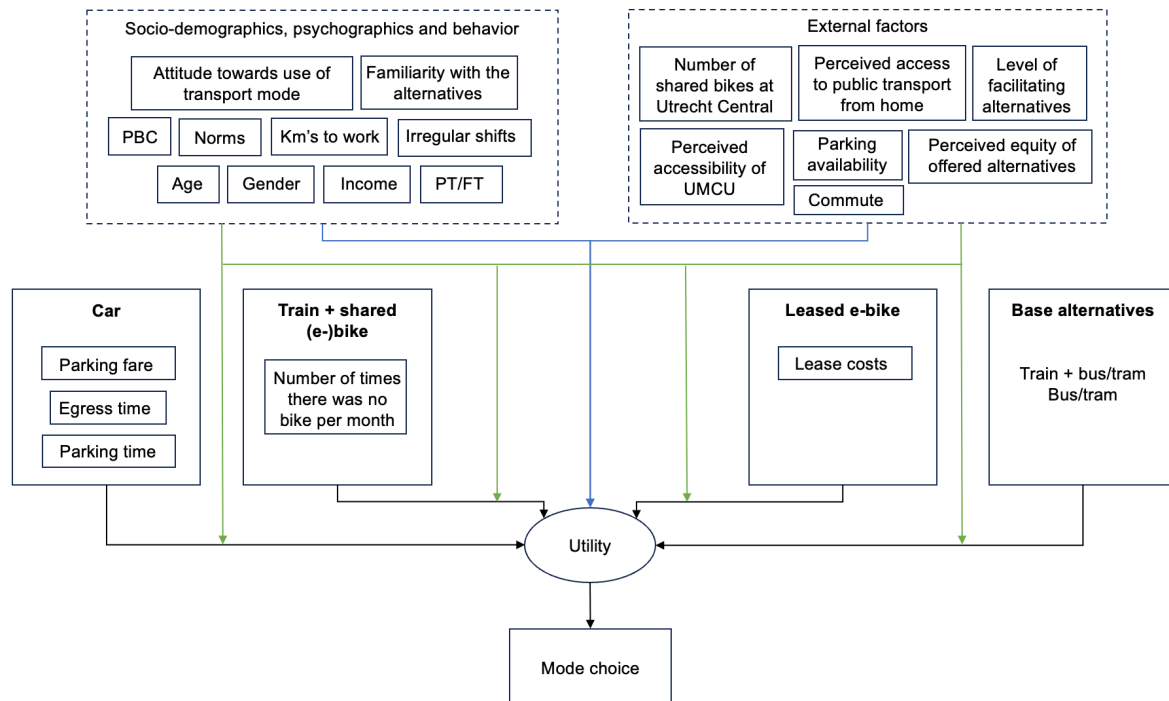 Socio-demographics, psychographics and behavior
Attitude towards use of
transport mode
Familiarity with the
alternatives
PBC
Norms
Km's to work
Irregular shifts
Age
Gender
Income
PT/FT
External factors
Number of
shared bikes at
Utrecht Central
Perceived access
to public transport
from home
Level of
facilitating
alternatives
Perceived
accessibility of
UMCU
Parking
availability
Perceived equity of
offered alternatives
Commute
Car
Parking fare
Egress time
Parking time
Train + shared
(e-)bike
Number of times
there was no
bike per month
Leased e-bike
Lease costs
Base alternatives
Train + bus/tram
Bus/tram
Utility
Mode choice